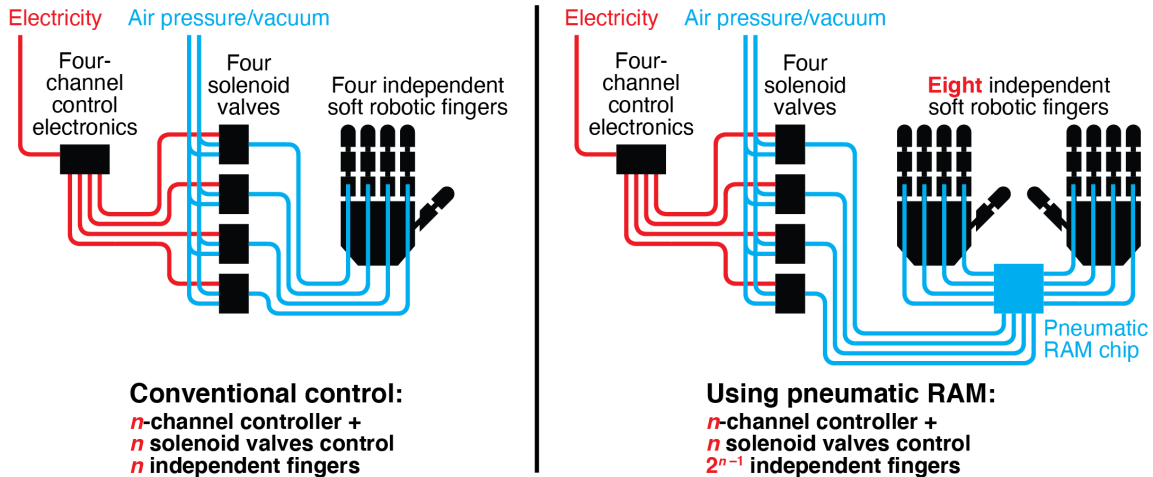 Electricity
Air pressure/vacuum
Four-
channel
control
electronics
Four
solenoid
valves
Four independent
soft robotic fingers
Conventional control:
n-channel controller +
n solenoid valves control
n independent fingers
Electricity
Air pressure/vacuum
Four-
channel
control
electronics
Four
solenoid
valves
Eight independent
soft robotic fingers
Pneumatic
RAM chip
Using pneumatic RAM:
n-channel controller +
n solenoid valves control
2ⁿ⁻¹ independent fingers